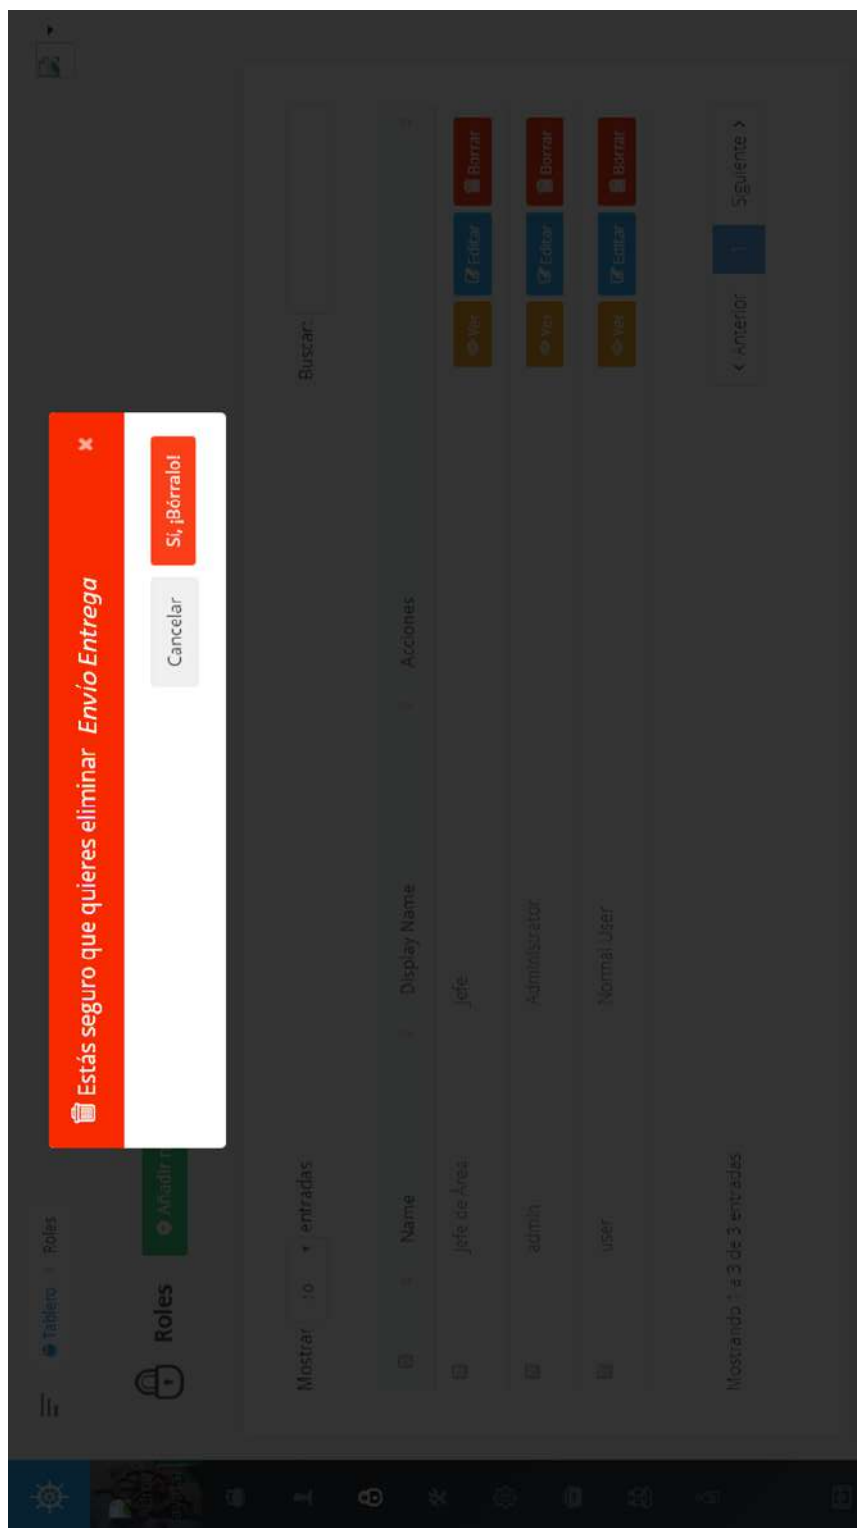 Tablero
Roles
Estás seguro que quieres eliminar Envío Entrega
Cancelar
Sí, ¡Bórralo!
Roles
Añadir
Mostrar 10 entradas
Buscar:
Name Display Name Acciones
Jefe de Área Jefe Ver Editar Borrar
admin Administrator Ver Editar Borrar
user Normal User Ver Editar Borrar
Mostrando 1 a 3 de 3 entradas
Anterior 1 Siguiente